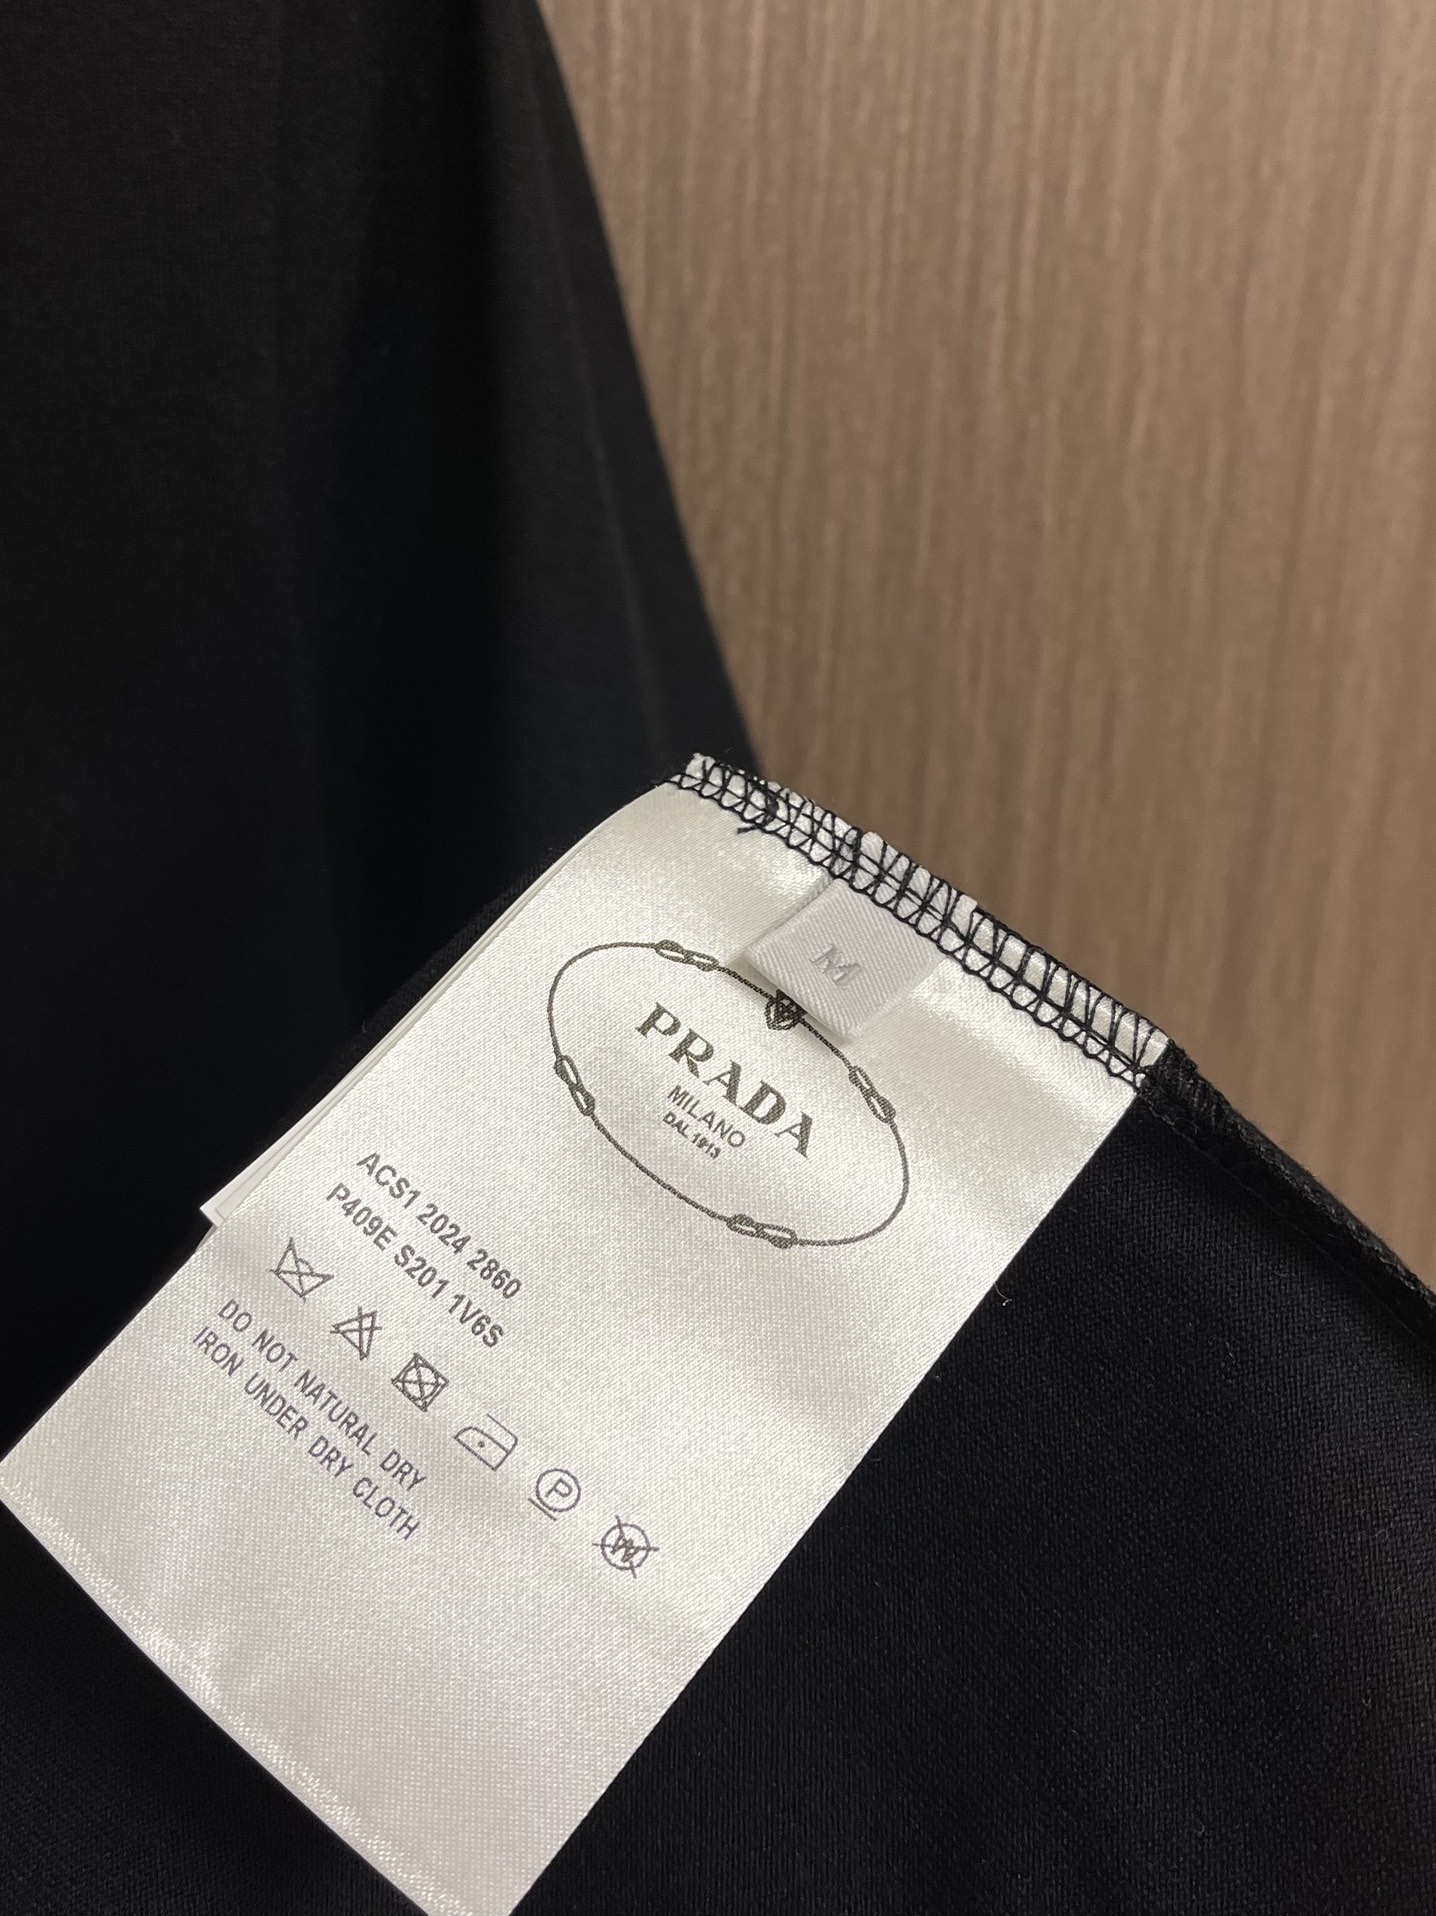 M
PRADA
MILANO
DAL 1913
ACS1 2024 2860
P409E S201 1V6S
P
DO NOT NATURAL DRY
IRON UNDER DRY CLOTH